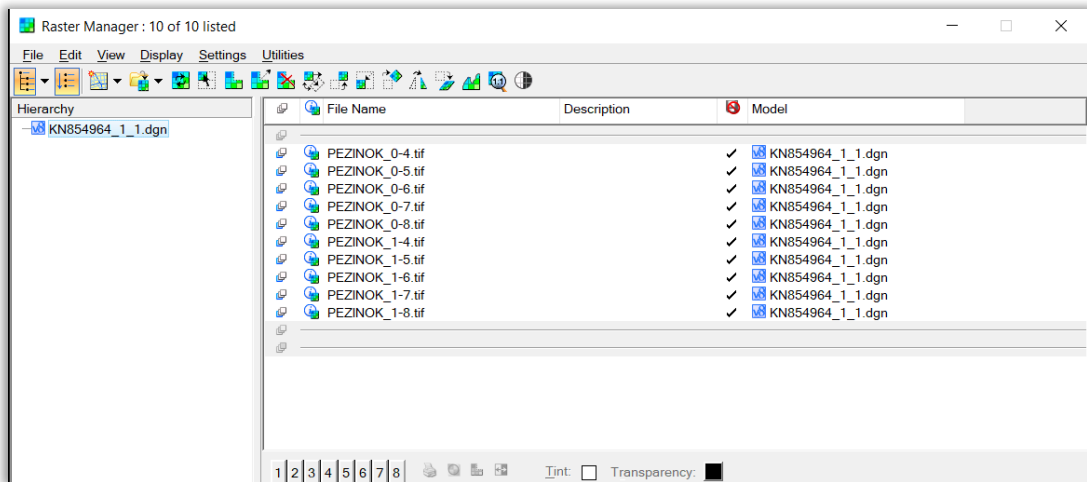 Raster Manager : 10 of 10 listed
File Edit View Display Settings Utilities
Hierarchy
KN854964_1_1.dgn
File Name Description Model
PEZINOK_0-4.tif KN854964_1_1.dgn
PEZINOK_0-5.tif KN854964_1_1.dgn
PEZINOK_0-6.tif KN854964_1_1.dgn
PEZINOK_0-7.tif KN854964_1_1.dgn
PEZINOK_0-8.tif KN854964_1_1.dgn
PEZINOK_1-4.tif KN854964_1_1.dgn
PEZINOK_1-5.tif KN854964_1_1.dgn
PEZINOK_1-6.tif KN854964_1_1.dgn
PEZINOK_1-7.tif KN854964_1_1.dgn
PEZINOK_1-8.tif KN854964_1_1.dgn
1 2 3 4 5 6 7 8 Tint: Transparency: